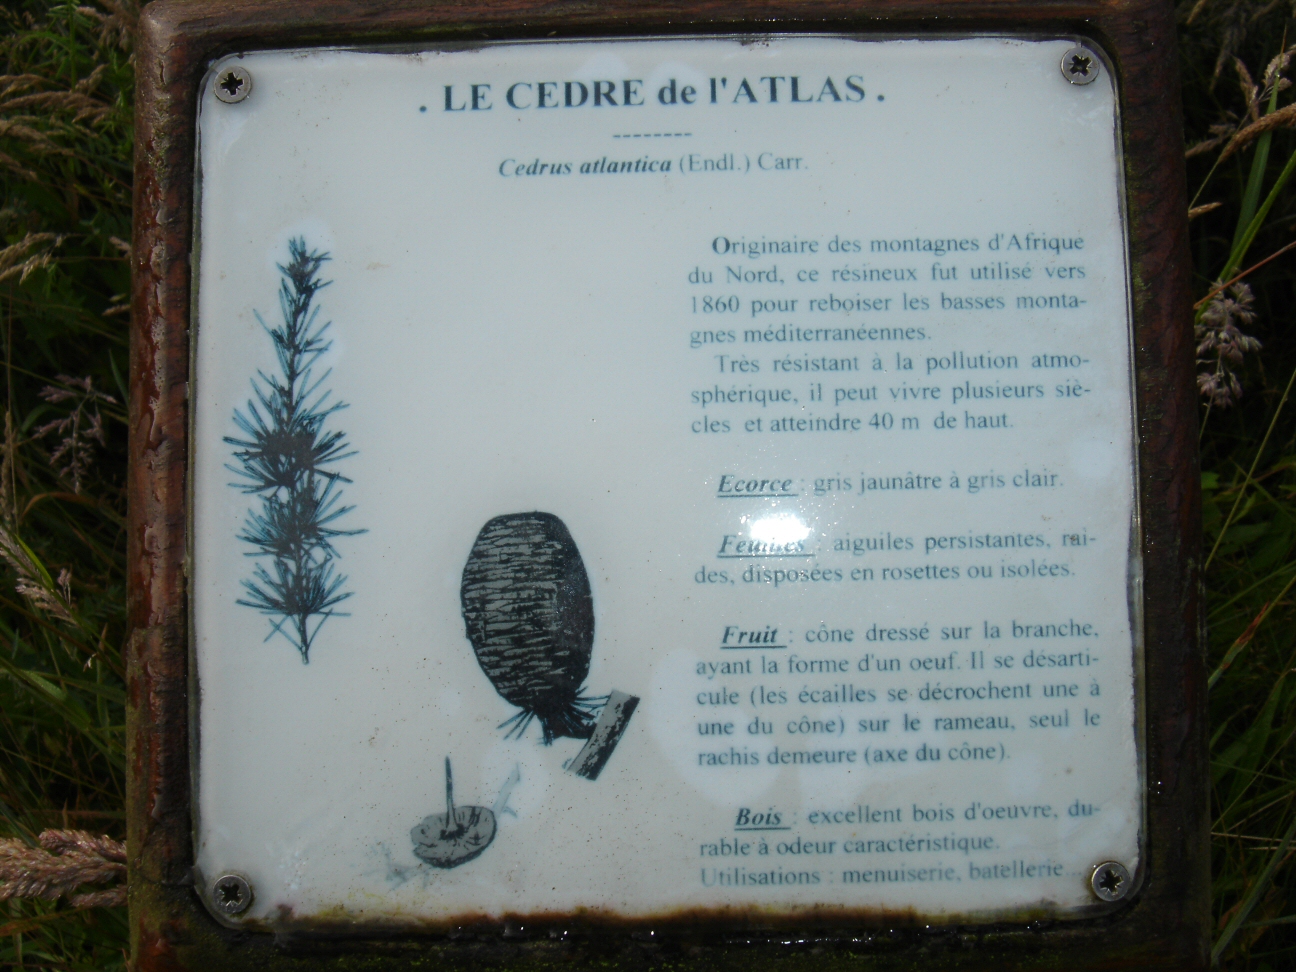 . LE CEDRE de l'ATLAS .
--------
Cedrus atlantica (Endl.) Carr.
Originaire des montagnes d'Afrique
du Nord, ce résineux fut utilisé vers
1860 pour reboiser les basses monta-
gnes méditerranéennes.
Très résistant à la pollution atmo-
sphérique, il peut vivre plusieurs siè-
cles et atteindre 40 m de haut.
Ecorce : gris jaunâtre à gris clair.
Feuilles : aiguiles persistantes, rai-
des, disposées en rosettes ou isolées.
Fruit : cône dressé sur la branche,
ayant la forme d'un oeuf. Il se désarti-
cule (les écailles se décrochent une à
une du cône) sur le rameau, seul le
rachis demeure (axe du cône).
Bois : excellent bois d'oeuvre, du-
rable à odeur caractéristique.
Utilisations : menuiserie, batellerie...